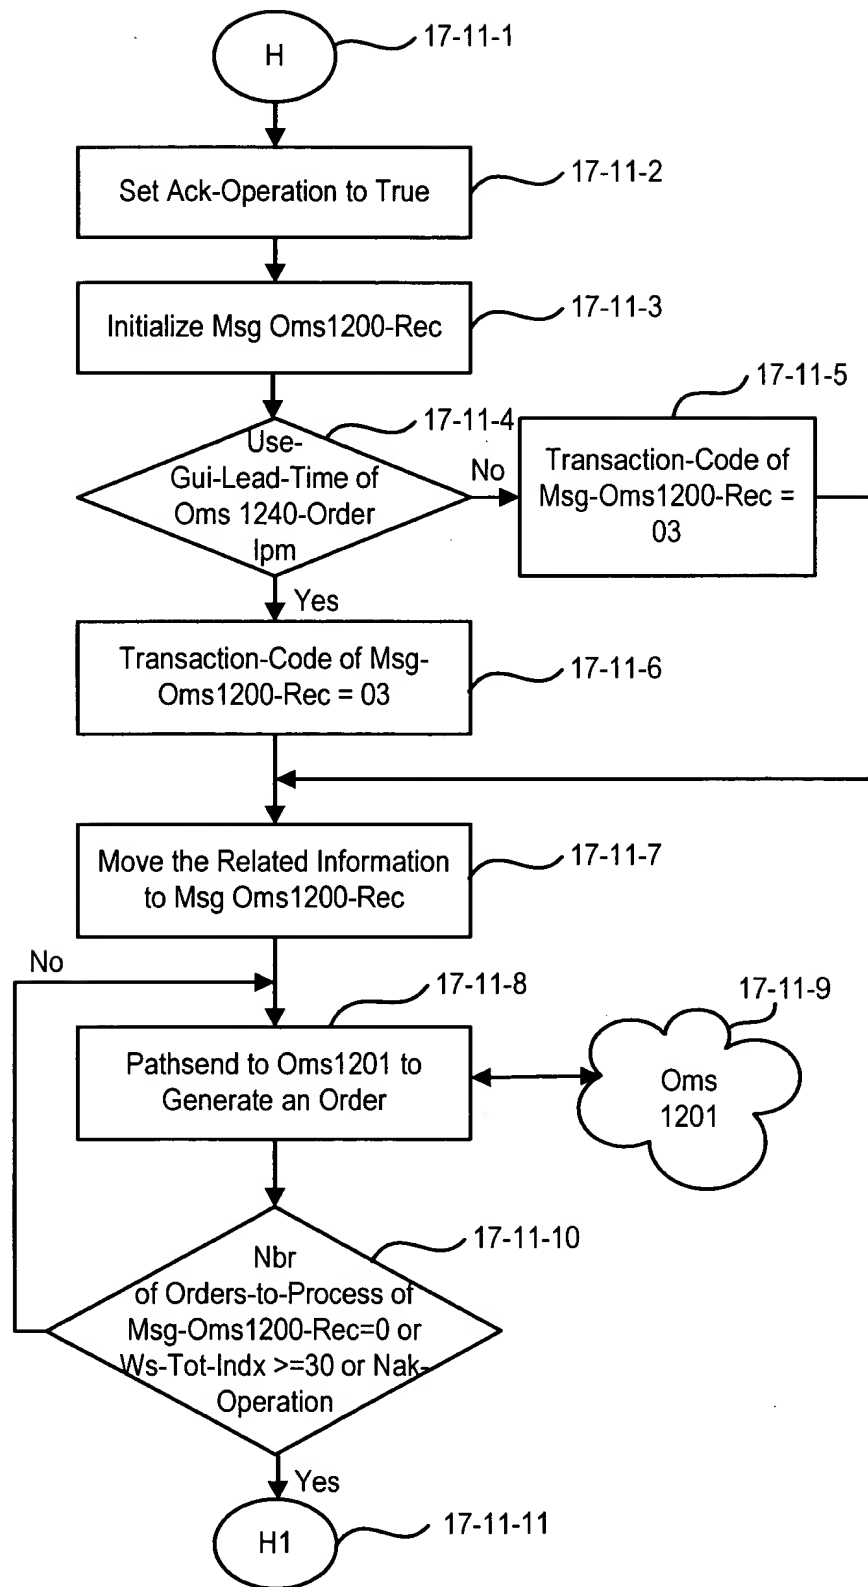 H
17-11-1
Set Ack-Operation to True
17-11-2
Initialize Msg Oms1200-Rec
17-11-3
17-11-4
Use-
Gui-Lead-Time of
Oms 1240-Order
Ipm
No
17-11-5
Transaction-Code of
Msg-Oms1200-Rec =
03
Yes
Transaction-Code of Msg-
Oms1200-Rec = 03
17-11-6
Move the Related Information
to Msg Oms1200-Rec
17-11-7
No
17-11-8
Pathsend to Oms1201 to
Generate an Order
17-11-9
Oms
1201
17-11-10
Nbr
of Orders-to-Process of
Msg-Oms1200-Rec=0 or
Ws-Tot-Indx >=30 or Nak-
Operation
Yes
H1
17-11-11